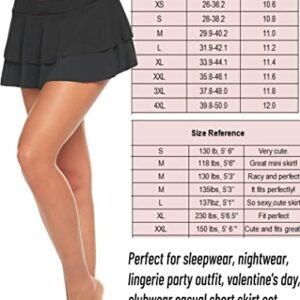 XS 26-36.2 10.6
S 28-38.2 10.8
M 29.9-40.2 11.0
L 31.9-42.1 11.2
XL 33.9-44.1 11.4
XXL 35.8-46.1 11.6
3XL 37.8-48.1 11.8
4XL 39.8-50.0 12.0
Size Reference
S 130 lb, 5' 6" Very cute.
M 118 lbs, 5' 6" Great mini skirt!
M 130 lb, 5'3" Racy and perfect
M 135lbs, 5'3 It fits perfectly!
L 137lbz, 5'1" So sexy,cute skirt!
XL 230 lbs, 5'6.5" Fit perfect
XXL 150 lbs, 5' 6" Cute and fits great
Perfect for sleepwear, nightwear,
lingerie party outfit, valentine's day,
clubwear casual short skirt set